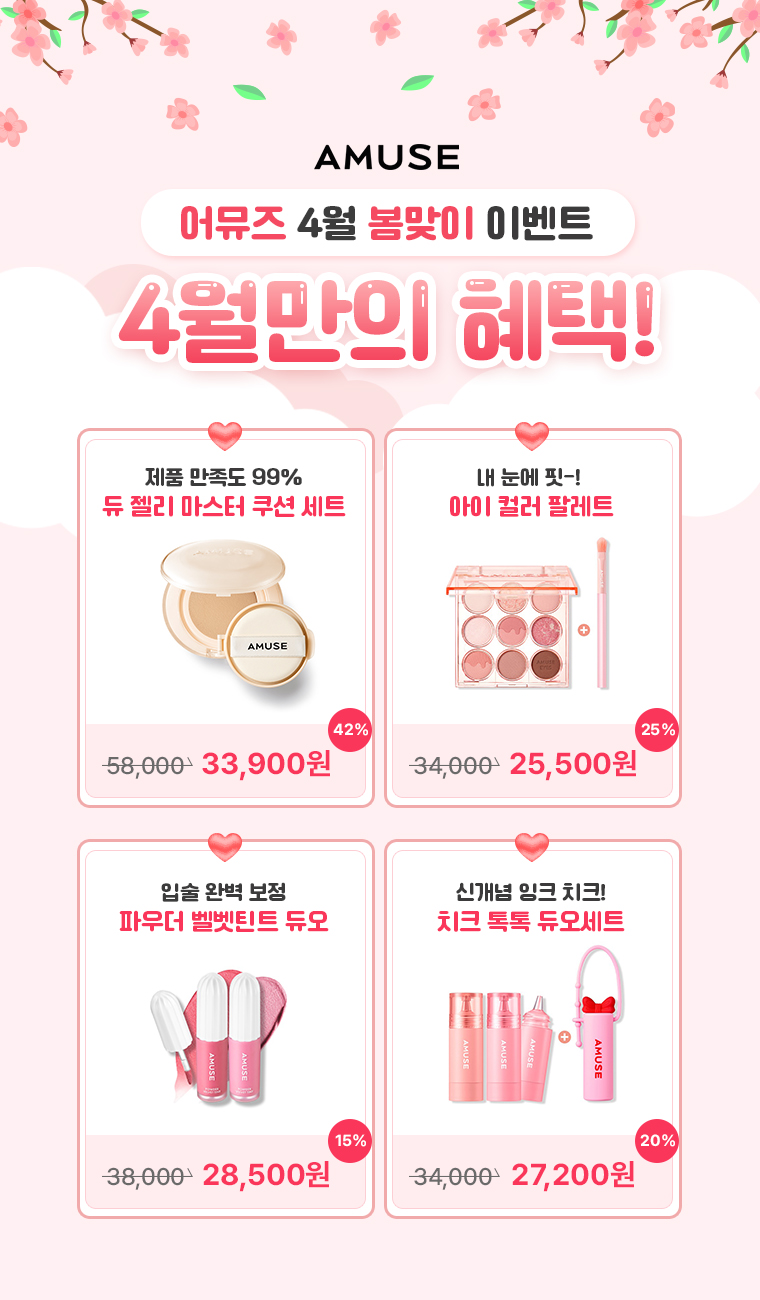 AMUSE
어뮤즈 4월 봄맞이 이벤트
4월만의 혜택!
제품 만족도 99%
듀 젤리 마스터 쿠션 세트
AMUSE
AMUSE
42%
58,000 33,900원
내 눈에 핏-!
아이 컬러 팔레트
25%
34,000 25,500원
입술 완벽 보정
파우더 벨벳틴트 듀오
AMUSE
AMUSE
15%
38,000 28,500원
신개념 잉크 치크!
치크 톡톡 듀오세트
AMUSE
AMUSE
AMUSE
AMUSE
20%
34,000 27,200원